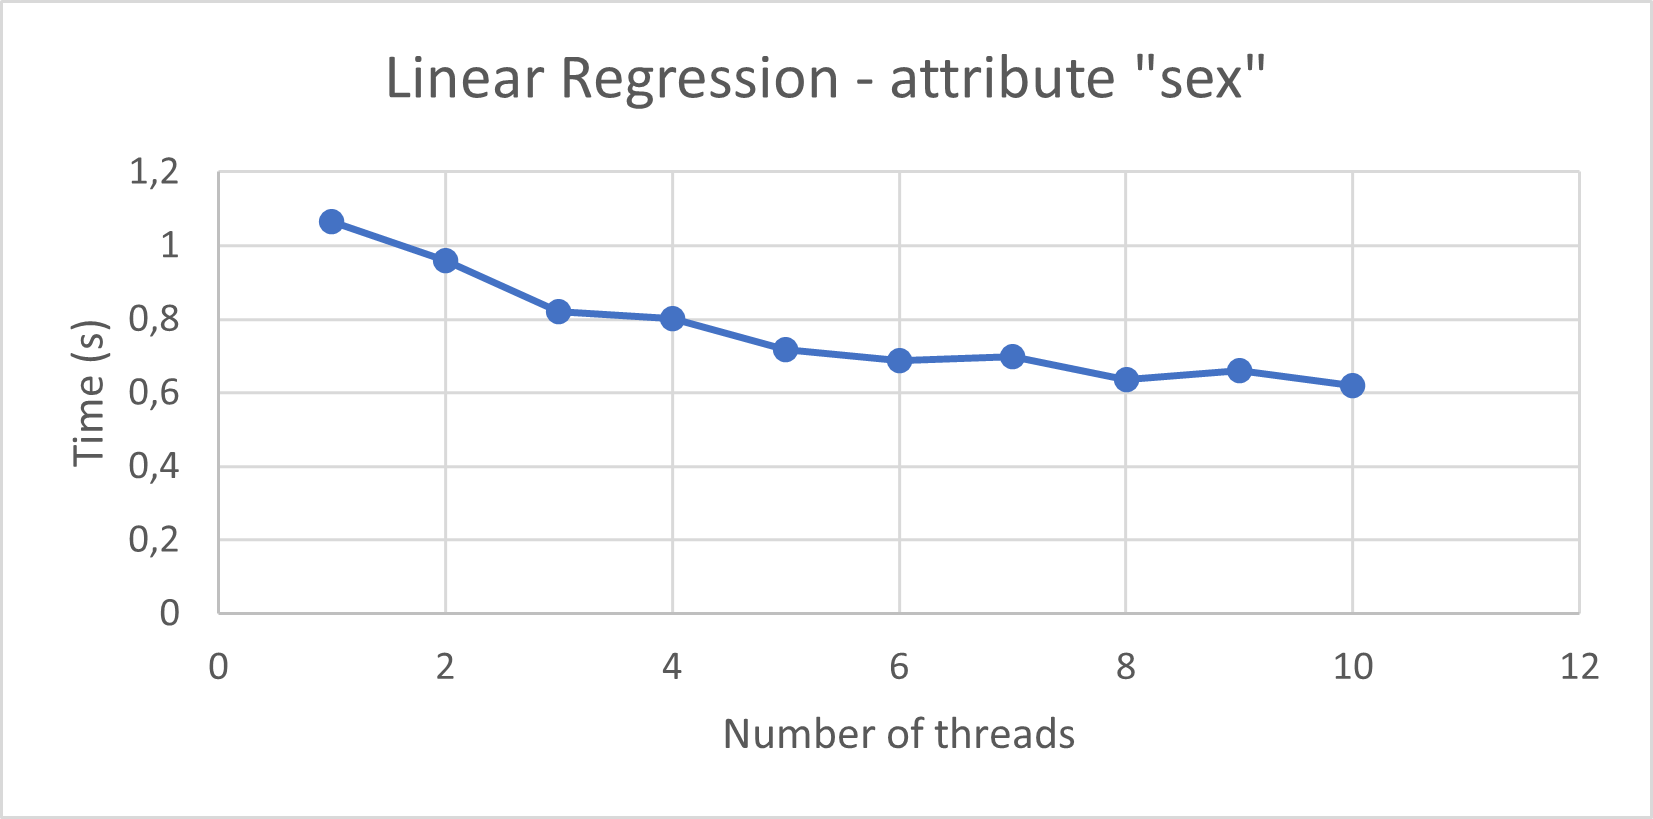 Linear Regression - attribute "sex"
1,2
1
0,8
0,6
0,4
0,2
0
Time (s)
0 2 4 6 8 10 12
Number of threads